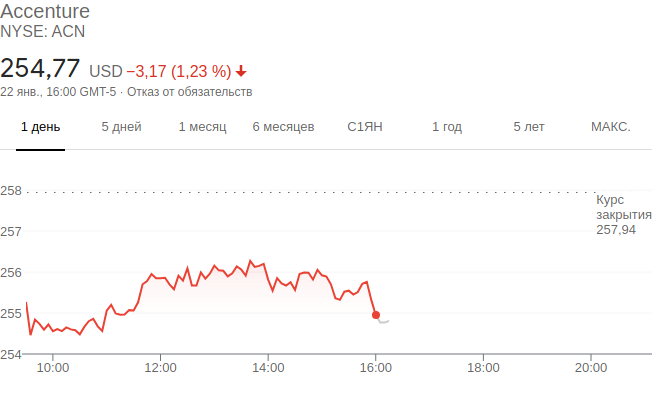 Accenture
NYSE: ACN
254,77 USD −3,17 (1,23 %)
22 янв., 16:00 GMT-5 · Отказ от обязательств
1 день 5 дней 1 месяц 6 месяцев С1ЯН 1 год 5 лет МАКС.
258
Курс
закрытия
257,94
257
256
255
254
10:00 12:00 14:00 16:00 18:00 20:00